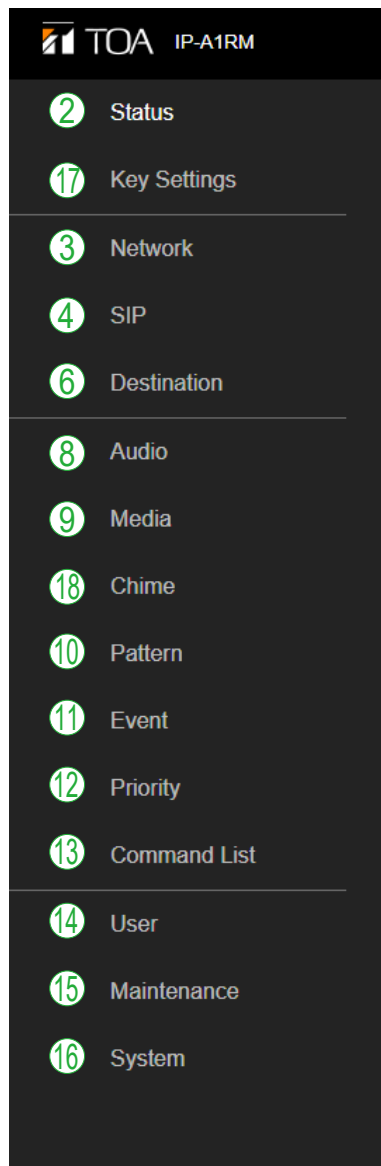 TOA IP-A1RM
2 Status
17 Key Settings
3 Network
4 SIP
6 Destination
8 Audio
9 Media
18 Chime
10 Pattern
11 Event
12 Priority
13 Command List
14 User
15 Maintenance
16 System